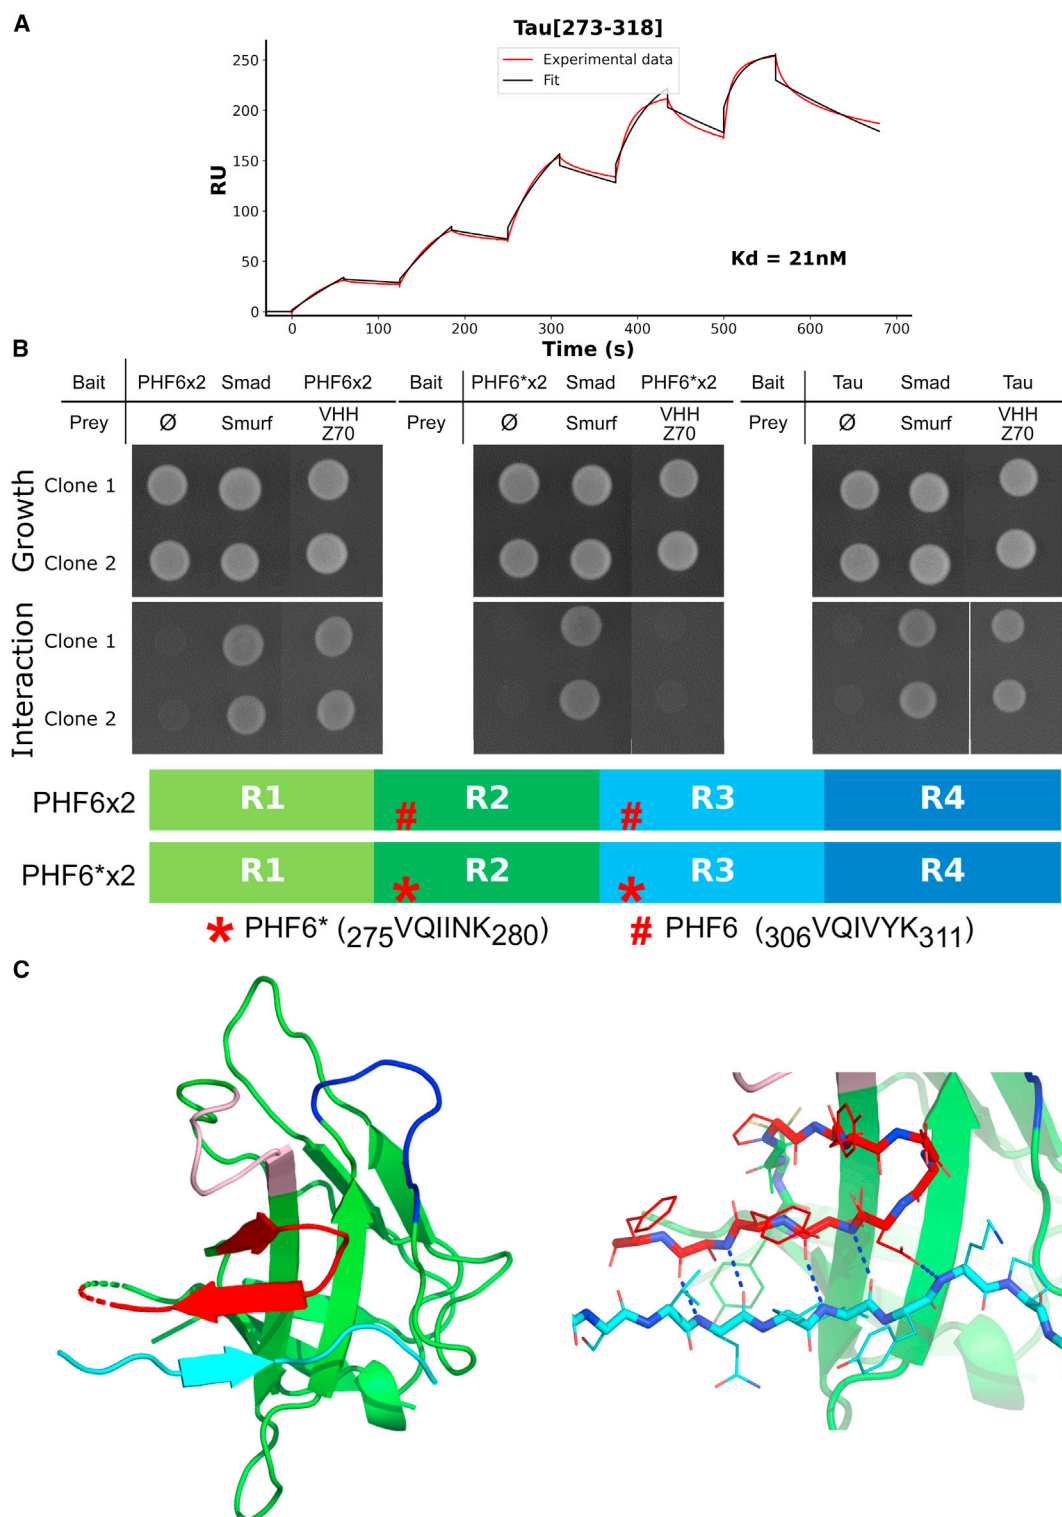 A
Tau[273-318]
Experimental data
Fit
RU
250
200
150
100
50
0
Kd = 21nM
0 100 200 300 400 500 600 700
Time (s)
B
Bait PHF6x2 Smad PHF6x2 Bait PHF6*x2 Smad PHF6*x2 Bait Tau Smad Tau
Prey Ø Smurf VHH Z70 Prey Ø Smurf VHH Z70 Prey Ø Smurf VHH Z70
Growth
Clone 1
Clone 2
Interaction
Clone 1
Clone 2
PHF6x2 R1 # R2 # R3 R4
PHF6*x2 R1 * R2 * R3 R4
* PHF6* (275VQIINK280) # PHF6 (306VQIVYK311)
C